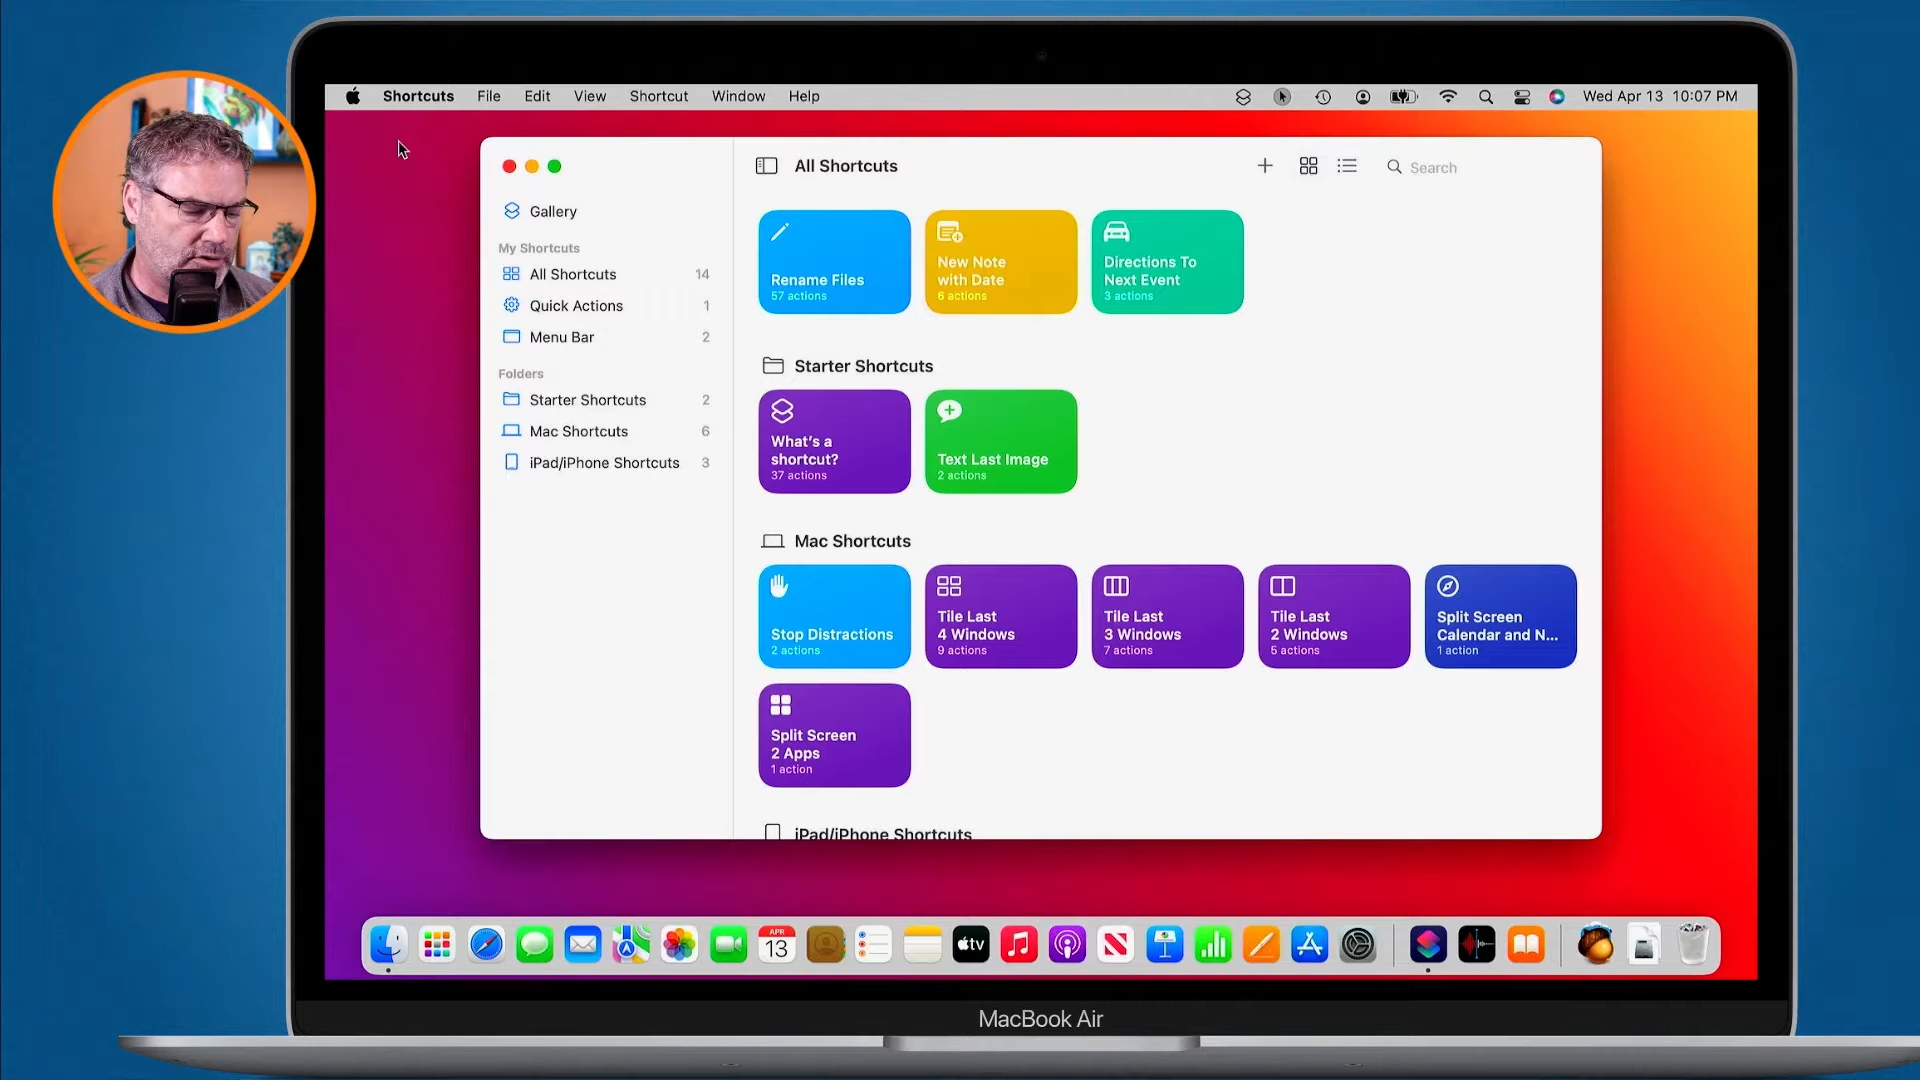 Shortcuts File Edit View Shortcut Window Help Wed Apr 13 10:07 PM
All Shortcuts
Search
Gallery
My Shortcuts
All Shortcuts 14
Quick Actions 1
Menu Bar 2
Folders
Starter Shortcuts 2
Mac Shortcuts 6
iPad/iPhone Shortcuts 3
Rename Files
57 actions
New Note
with Date
6 actions
Directions To
Next Event
3 actions
Starter Shortcuts
What's a
shortcut?
37 actions
Text Last Image
2 actions
Mac Shortcuts
Stop Distractions
2 actions
Tile Last
4 Windows
9 actions
Tile Last
3 Windows
7 actions
Tile Last
2 Windows
5 actions
Split Screen
Calendar and N...
1 action
Split Screen
2 Apps
1 action
iPad/iPhone Shortcuts
APR
13
tv
MacBook Air